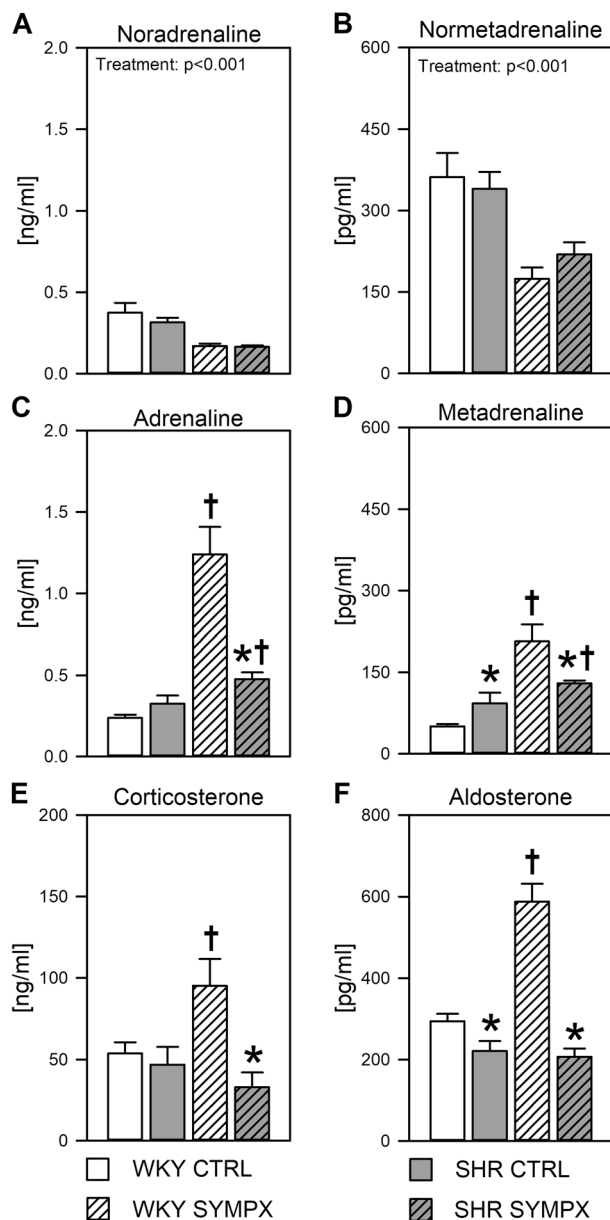 A Noradrenaline
2.0
Treatment: p<0.001
1.5
[ng/ml]
1.0
0.5
0.0
B Normetadrenaline
600
Treatment: p<0.001
450
[pg/ml]
300
150
0
C Adrenaline
2.0
1.5
†
[ng/ml]
1.0
*†
0.5
0.0
D Metadrenaline
600
450
[pg/ml]
300
†
150
* *†
0
E Corticosterone
200
150
[ng/ml]
†
100
50
*
0
F Aldosterone
800
†
600
[pg/ml]
400
* *
200
0
WKY CTRL
SHR CTRL
WKY SYMPX
SHR SYMPX